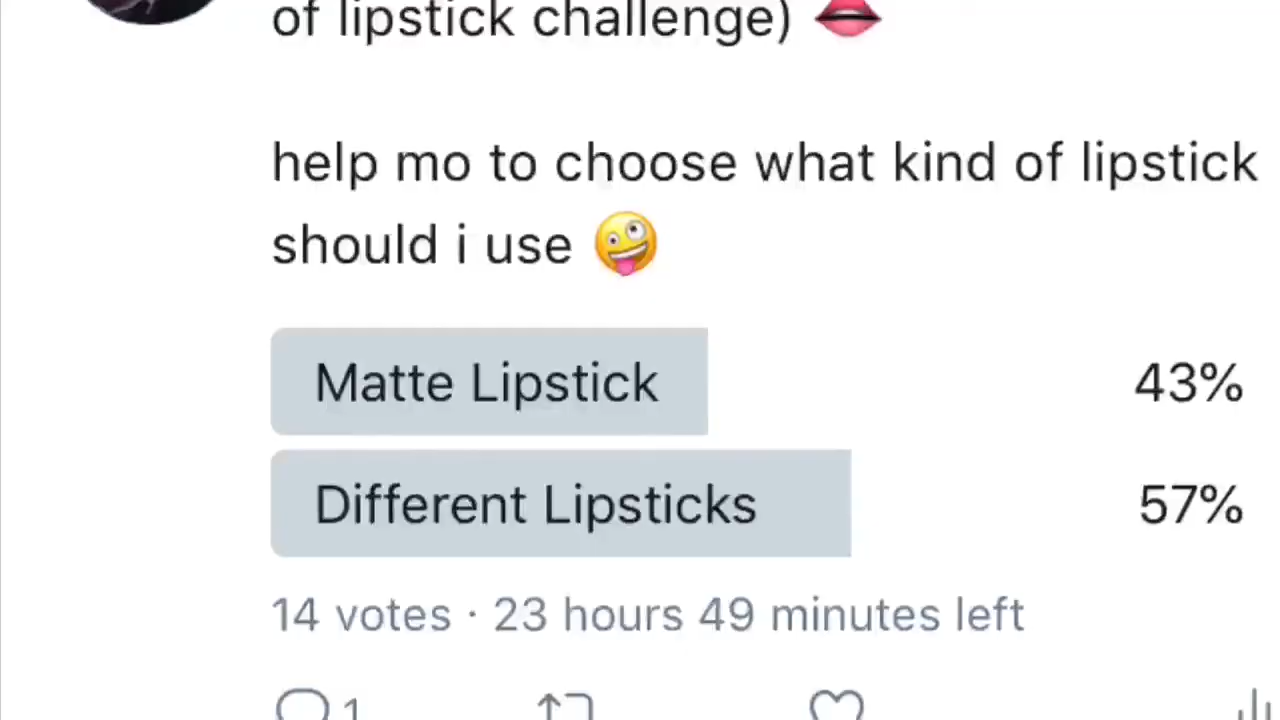 of lipstick challenge) 👄
help mo to choose what kind of lipstick
should i use 🤪
Matte Lipstick 43%
Different Lipsticks 57%
14 votes · 23 hours 49 minutes left
1